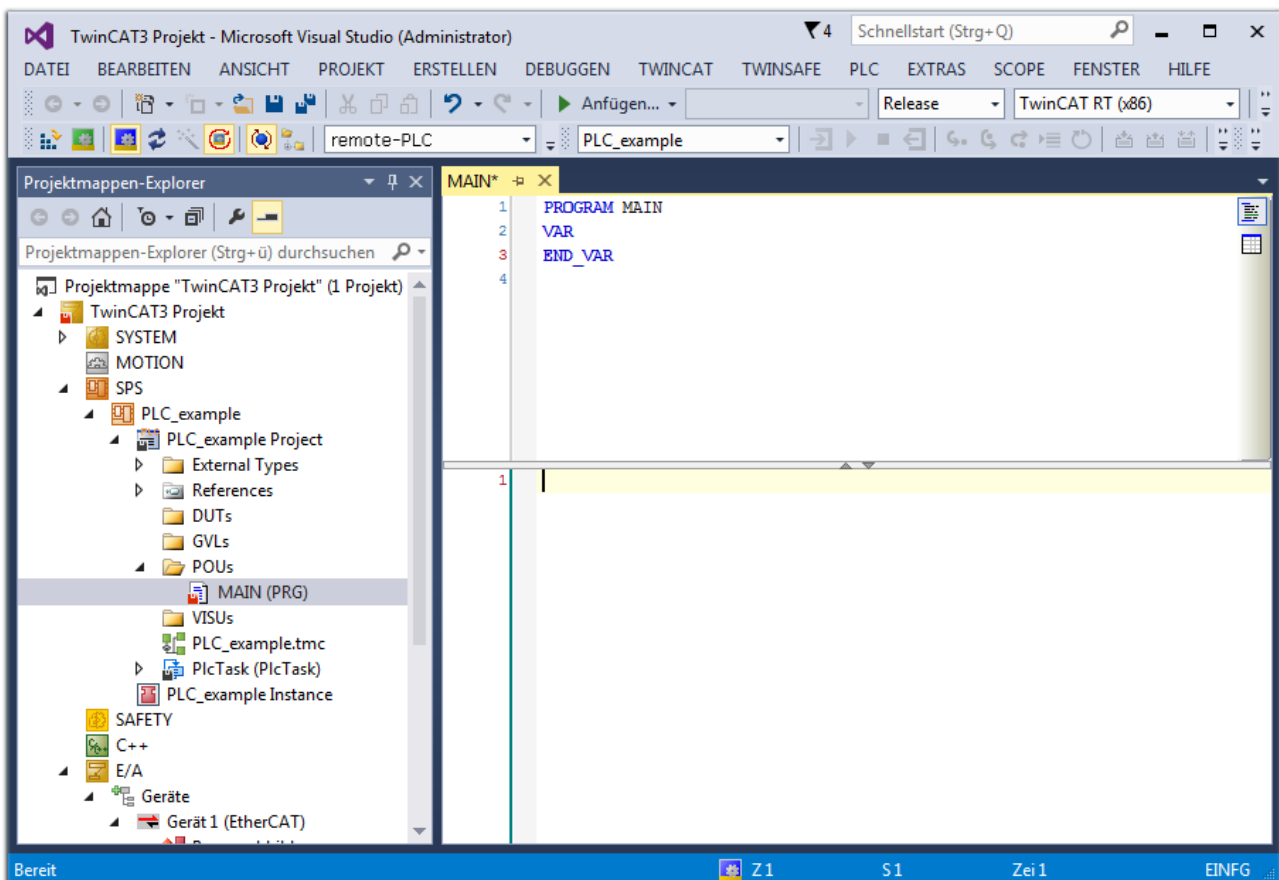 TwinCAT3 Projekt - Microsoft Visual Studio (Administrator) 4 Schnellstart (Strg+Q)
DATEI BEARBEITEN ANSICHT PROJEKT ERSTELLEN DEBUGGEN TWINCAT TWINSAFE PLC EXTRAS SCOPE FENSTER HILFE
Anfügen... Release TwinCAT RT (x86)
remote-PLC PLC_example
Projektmappen-Explorer
Projektmappen-Explorer (Strg+ü) durchsuchen
Projektmappe "TwinCAT3 Projekt" (1 Projekt)
TwinCAT3 Projekt
SYSTEM
MOTION
SPS
PLC_example
PLC_example Project
External Types
References
DUTs
GVLs
POUs
MAIN (PRG)
VISUs
PLC_example.tmc
PlcTask (PlcTask)
PLC_example Instance
SAFETY
C++
E/A
Geräte
Gerät 1 (EtherCAT)
MAIN*
1 PROGRAM MAIN
2 VAR
3 END_VAR
4
1
Bereit Z 1 S 1 Zei 1 EINFG